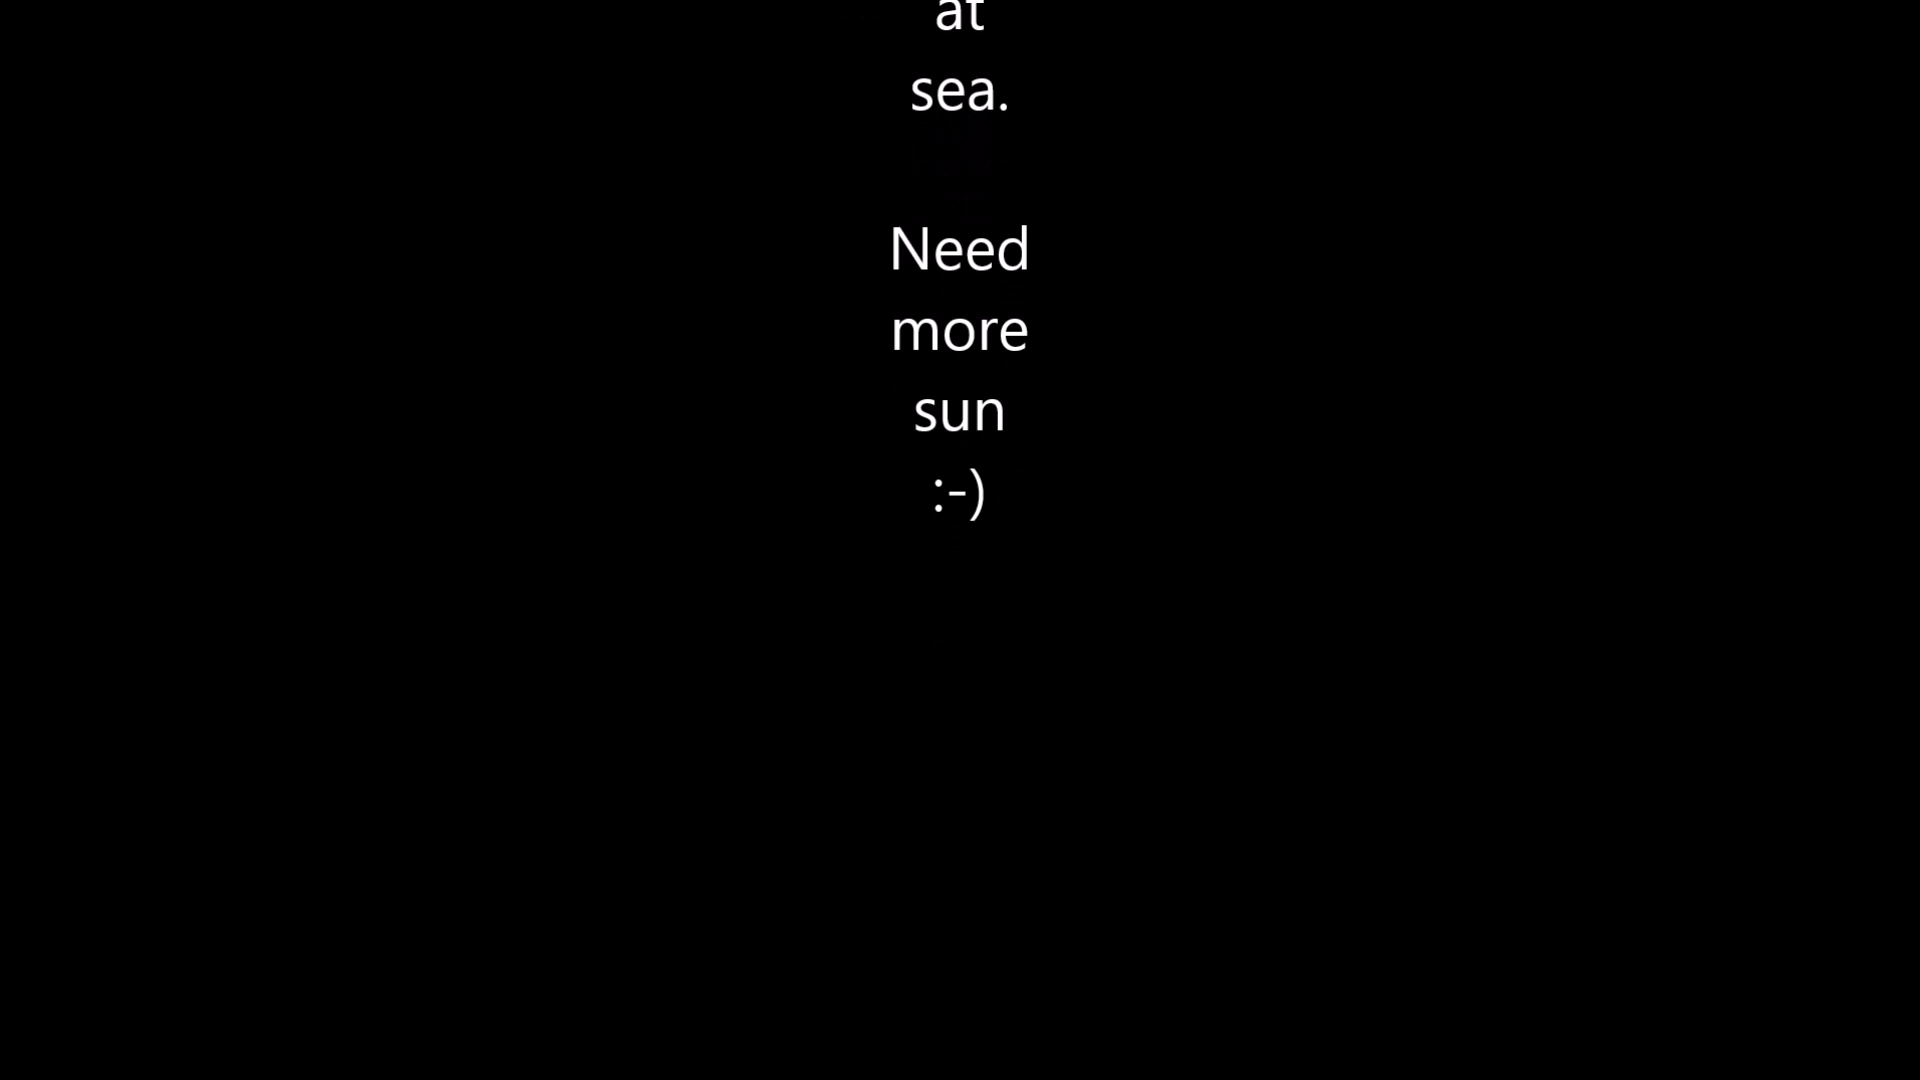 at
sea.
Need
more
sun
:-)